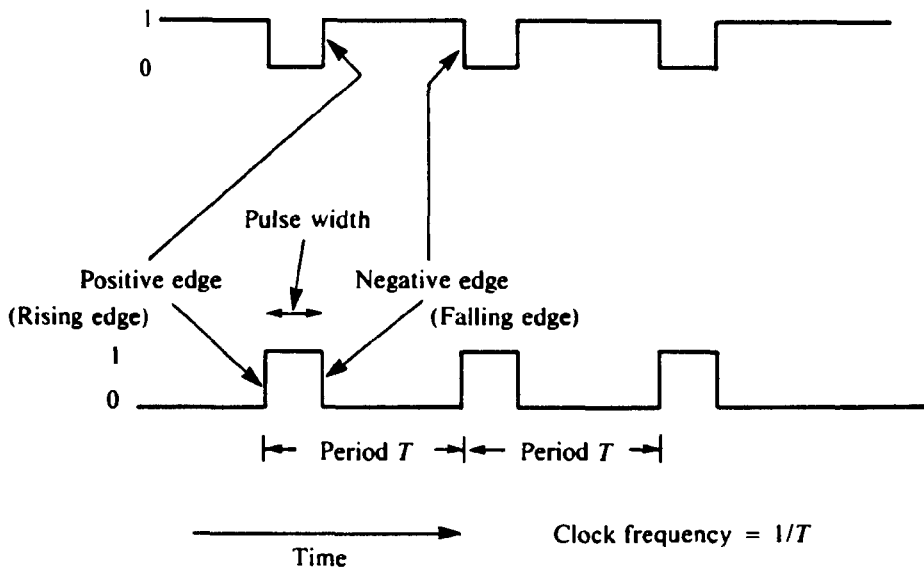 1
0
Pulse width
Positive edge
Negative edge
(Rising edge)
(Falling edge)
1
0
Period T
Period T
Time
Clock frequency = 1/T